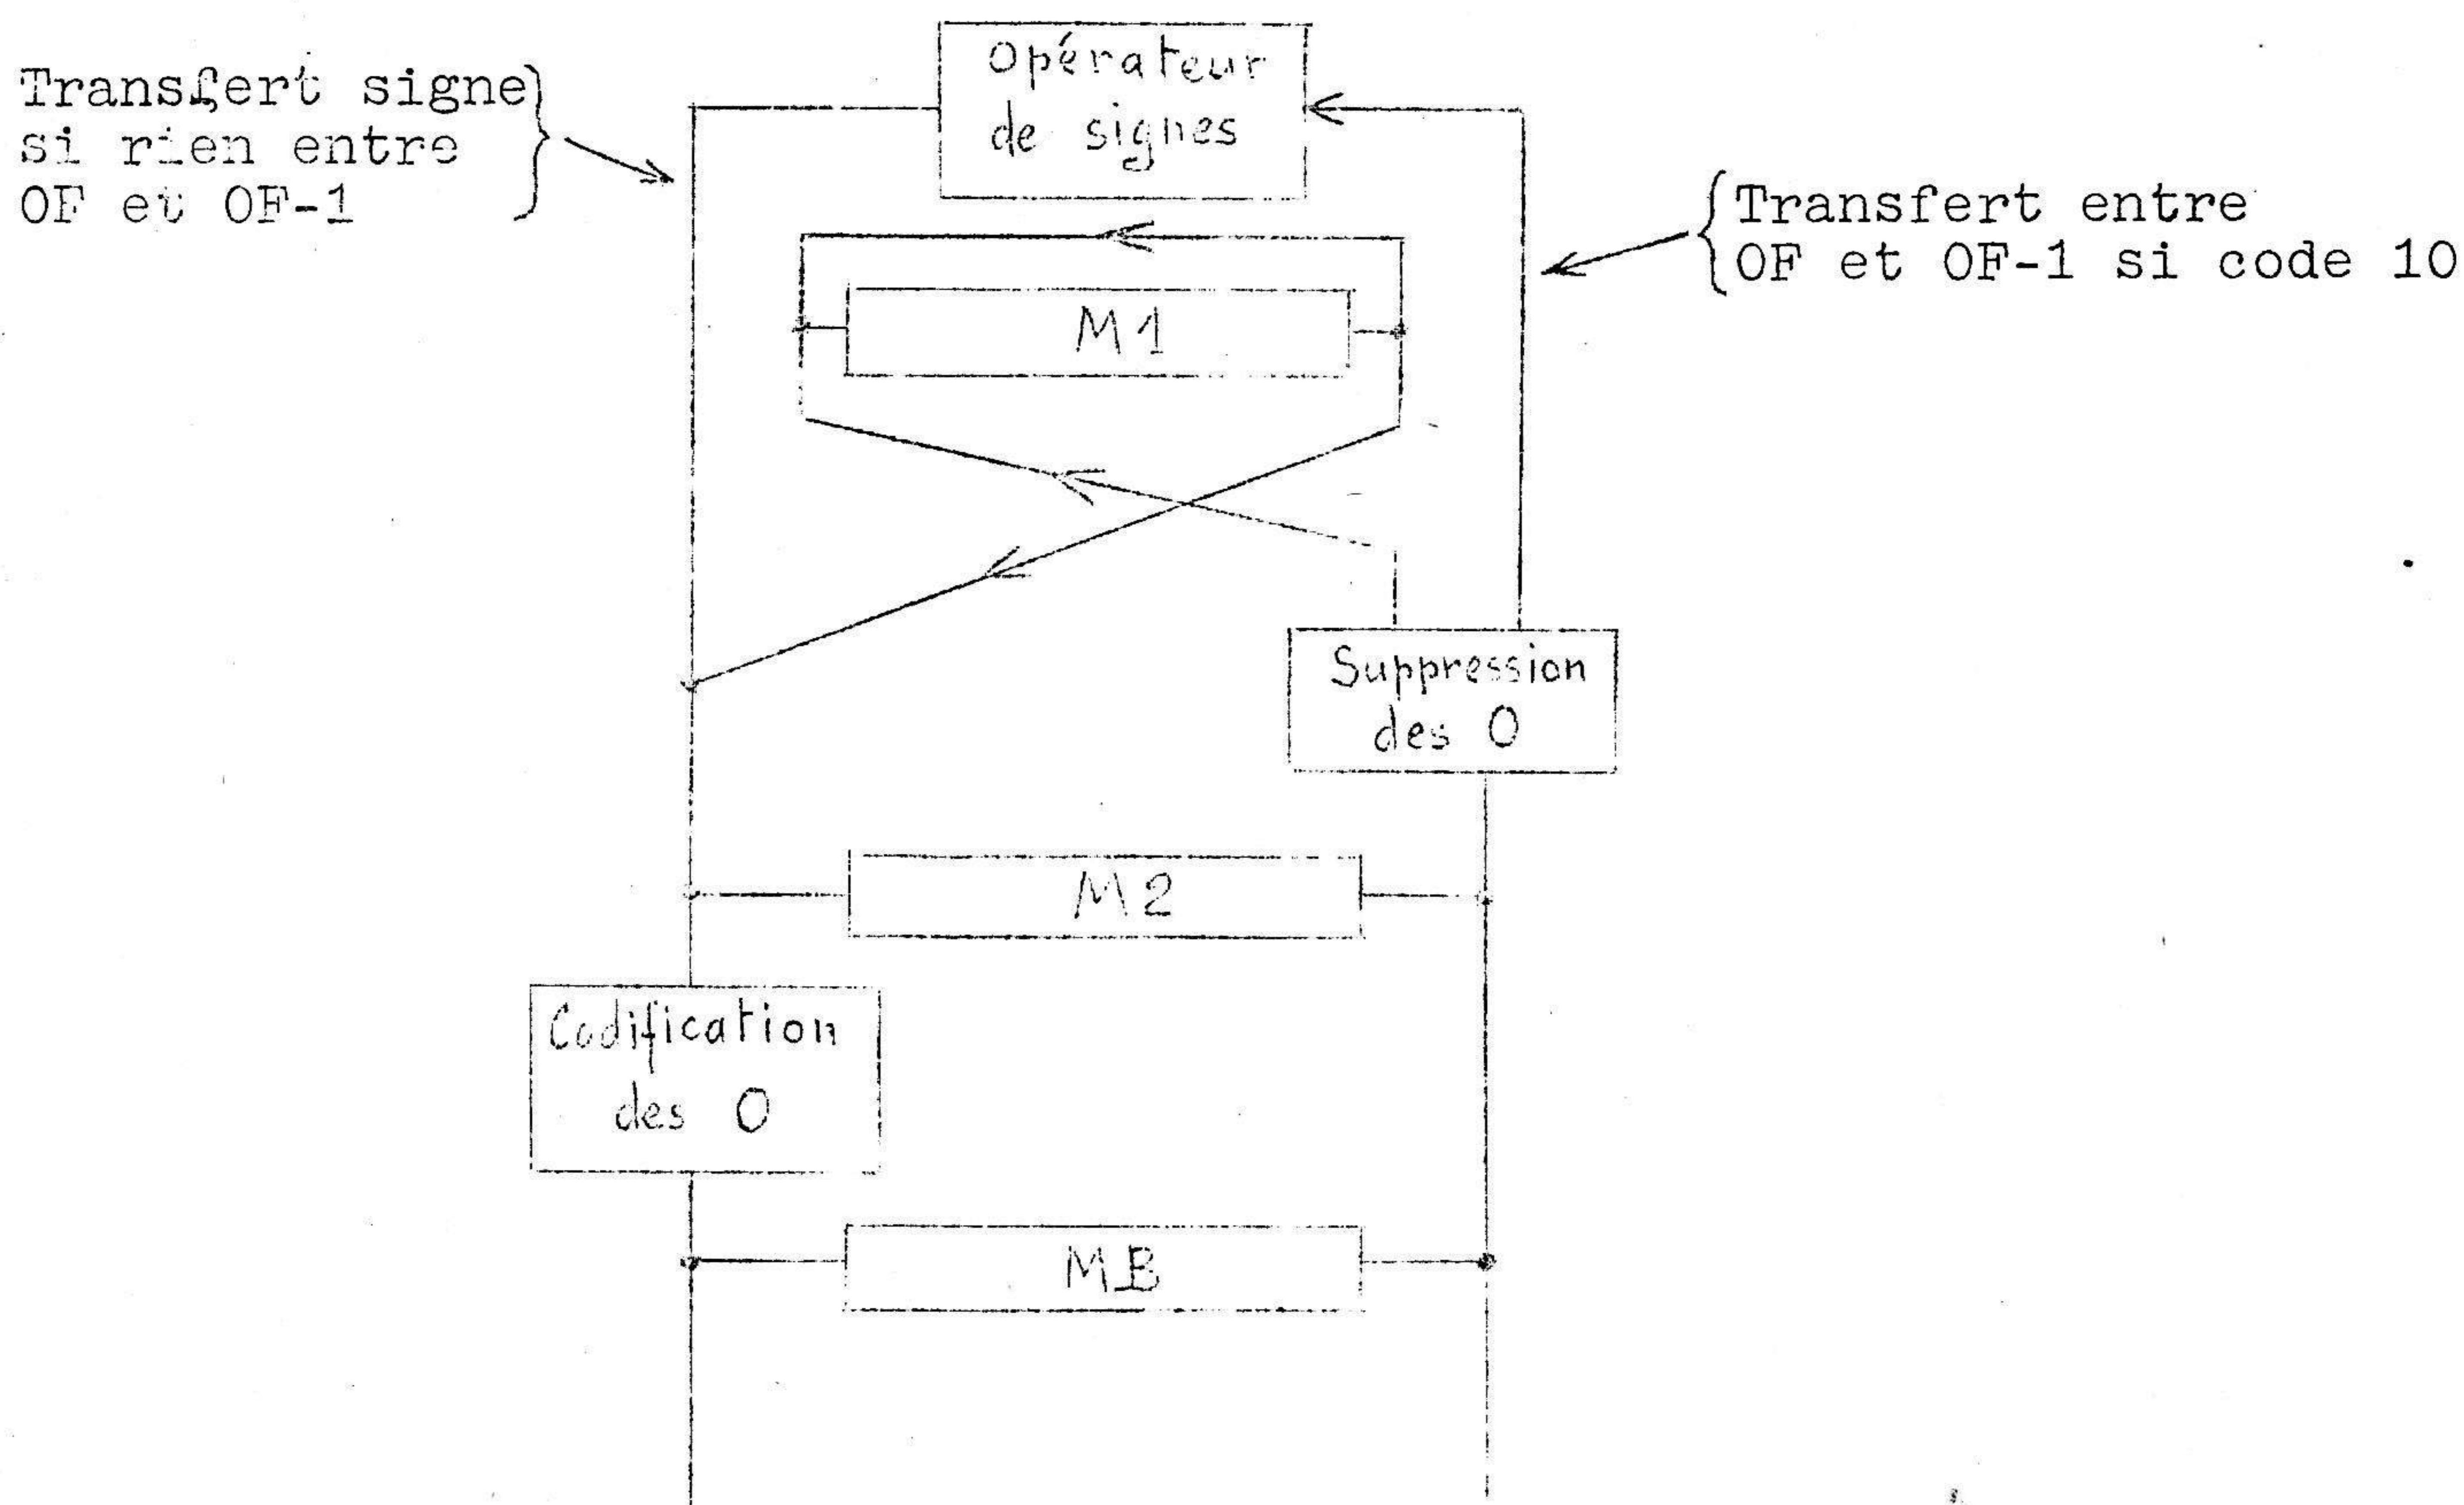 Opérateur
de signes
Transfert signe
si rien entre
OF et OF-1
Transfert entre
OF et OF-1 si code 10
M1
Suppression
des 0
M2
Codification
des 0
MB